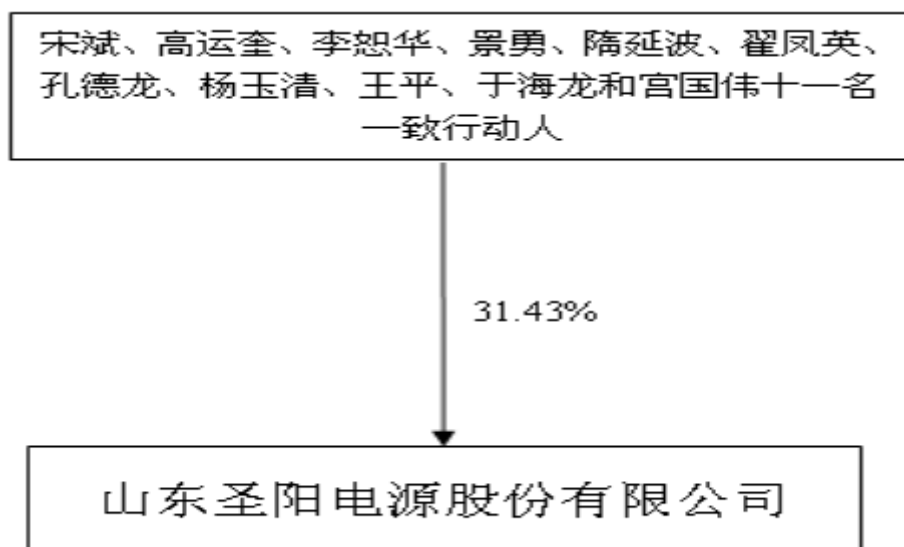 宋斌、高运奎、李恕华、景勇、隋延波、翟凤英、
孔德龙、杨玉清、王平、于海龙和宫国伟十一名
一致行动人
31.43%
山东圣阳电源股份有限公司